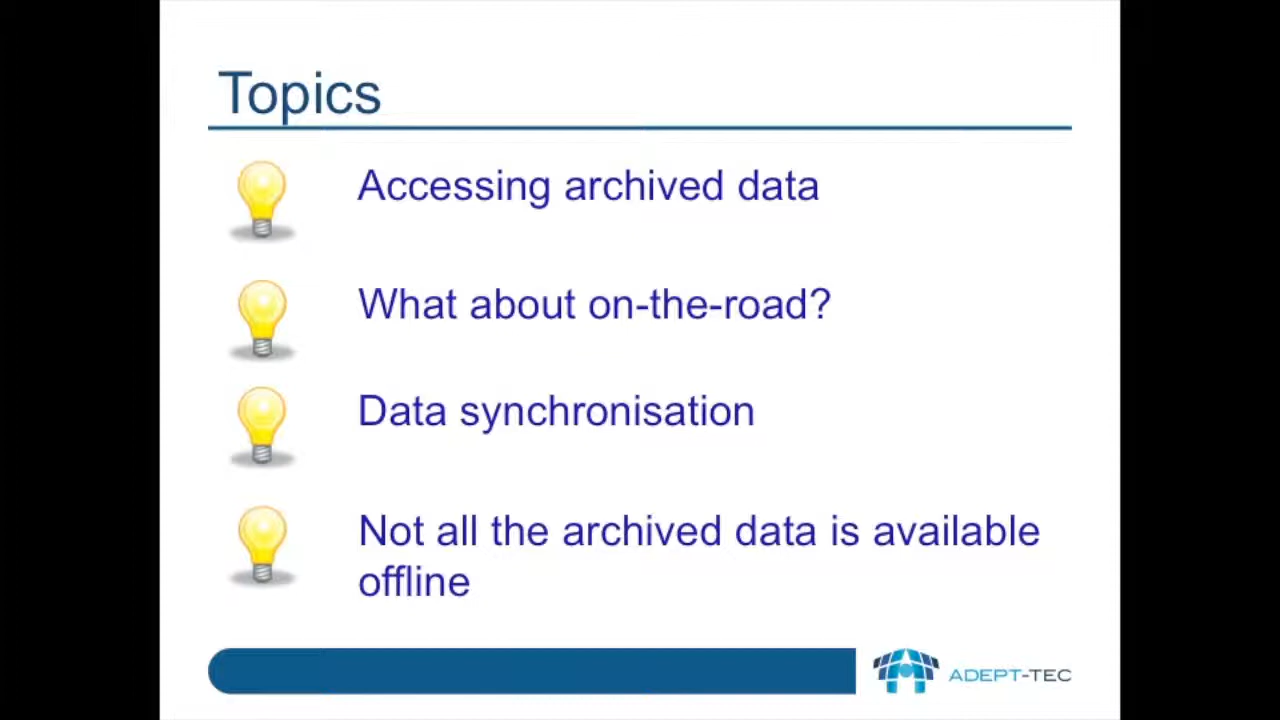 Topics
Accessing archived data
What about on-the-road?
Data synchronisation
Not all the archived data is available
offline
ADEPT-TEC